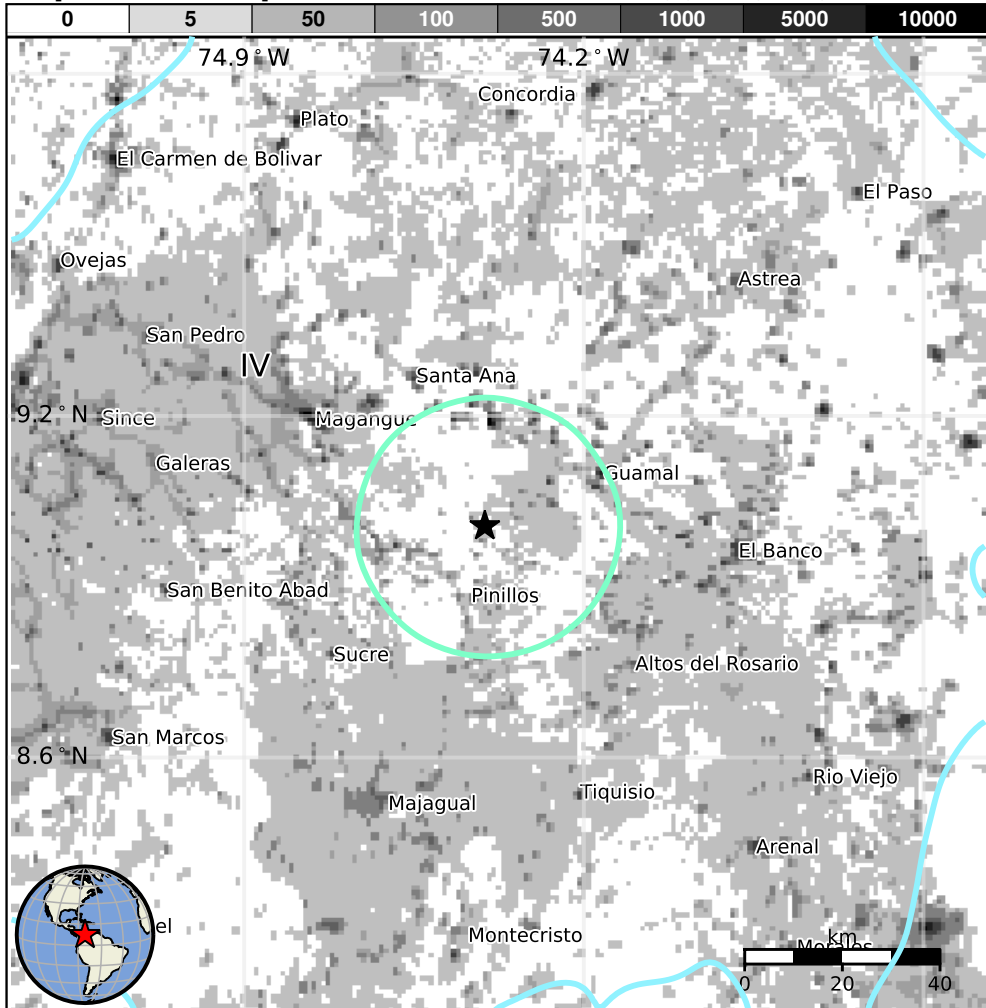 0 5 50 100 500 1000 5000 10000
74.9°W 74.2°W
Concordia
Plato
El Carmen de Bolivar
El Paso
Ovejas
Astrea
San Pedro
IV
Santa Ana
9.2°N
Since
Magangue
Galeras
Guamal
El Banco
San Benito Abad
Pinillos
Sucre
Altos del Rosario
San Marcos
8.6°N
Rio Viejo
Tiquisio
Majagual
Arenal
el
Montecristo
km
Morales
0 20 40